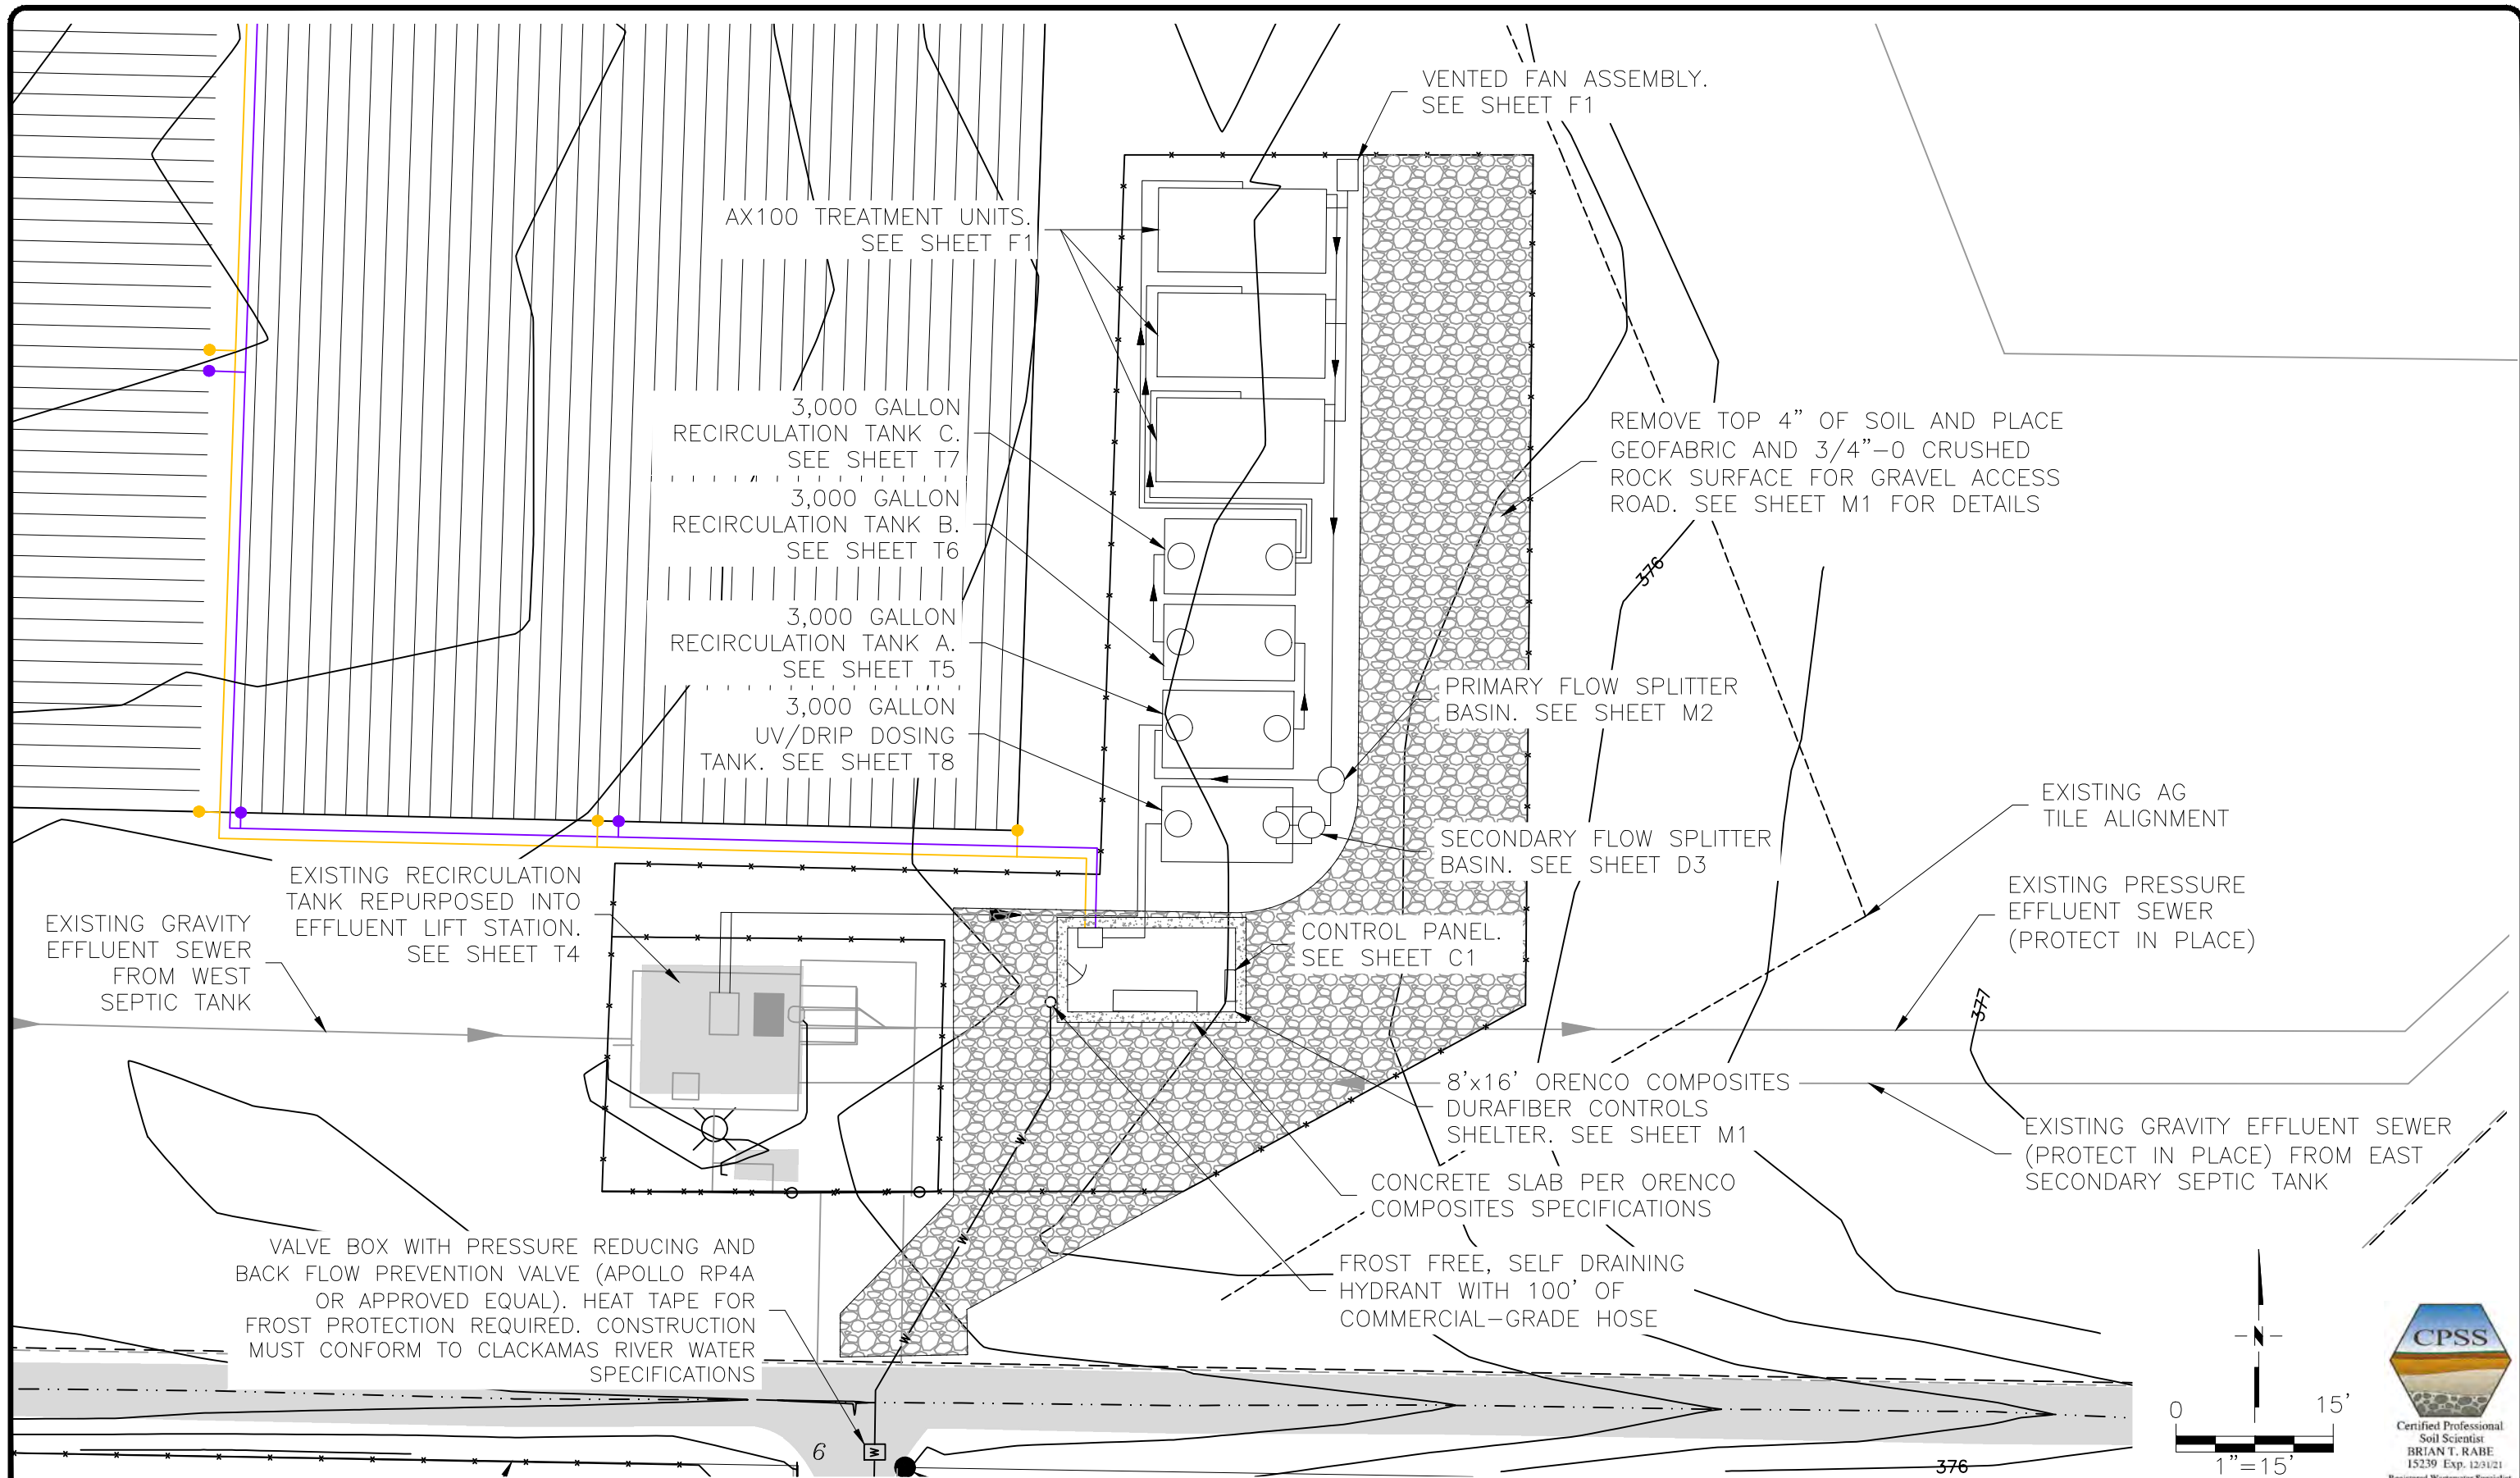 VENTED FAN ASSEMBLY.
SEE SHEET F1
AX100 TREATMENT UNITS.
SEE SHEET F1
3,000 GALLON
RECIRCULATION TANK C.
SEE SHEET T7
3,000 GALLON
RECIRCULATION TANK B.
SEE SHEET T6
3,000 GALLON
RECIRCULATION TANK A.
SEE SHEET T5
3,000 GALLON
UV/DRIP DOSING
TANK. SEE SHEET T8
REMOVE TOP 4" OF SOIL AND PLACE
GEOFABRIC AND 3/4"-0 CRUSHED
ROCK SURFACE FOR GRAVEL ACCESS
ROAD. SEE SHEET M1 FOR DETAILS
376
PRIMARY FLOW SPLITTER
BASIN. SEE SHEET M2
SECONDARY FLOW SPLITTER
BASIN. SEE SHEET D3
EXISTING AG
TILE ALIGNMENT
EXISTING PRESSURE
EFFLUENT SEWER
(PROTECT IN PLACE)
EXISTING RECIRCULATION
TANK REPURPOSED INTO
EFFLUENT LIFT STATION.
SEE SHEET T4
EXISTING GRAVITY
EFFLUENT SEWER
FROM WEST
SEPTIC TANK
CONTROL PANEL.
SEE SHEET C1
377
8'x16' ORENCO COMPOSITES
DURAFIBER CONTROLS
SHELTER. SEE SHEET M1
EXISTING GRAVITY EFFLUENT SEWER
(PROTECT IN PLACE) FROM EAST
SECONDARY SEPTIC TANK
CONCRETE SLAB PER ORENCO
COMPOSITES SPECIFICATIONS
FROST FREE, SELF DRAINING
HYDRANT WITH 100' OF
COMMERCIAL-GRADE HOSE
VALVE BOX WITH PRESSURE REDUCING AND
BACK FLOW PREVENTION VALVE (APOLLO RP4A
OR APPROVED EQUAL). HEAT TAPE FOR
FROST PROTECTION REQUIRED. CONSTRUCTION
MUST CONFORM TO CLACKAMAS RIVER WATER
SPECIFICATIONS
W
W
W
W
6
376
N
0 15'
1"=15'
CPSS
Certified Professional
Soil Scientist
BRIAN T. RABE
15239 Exp. 12/31/21